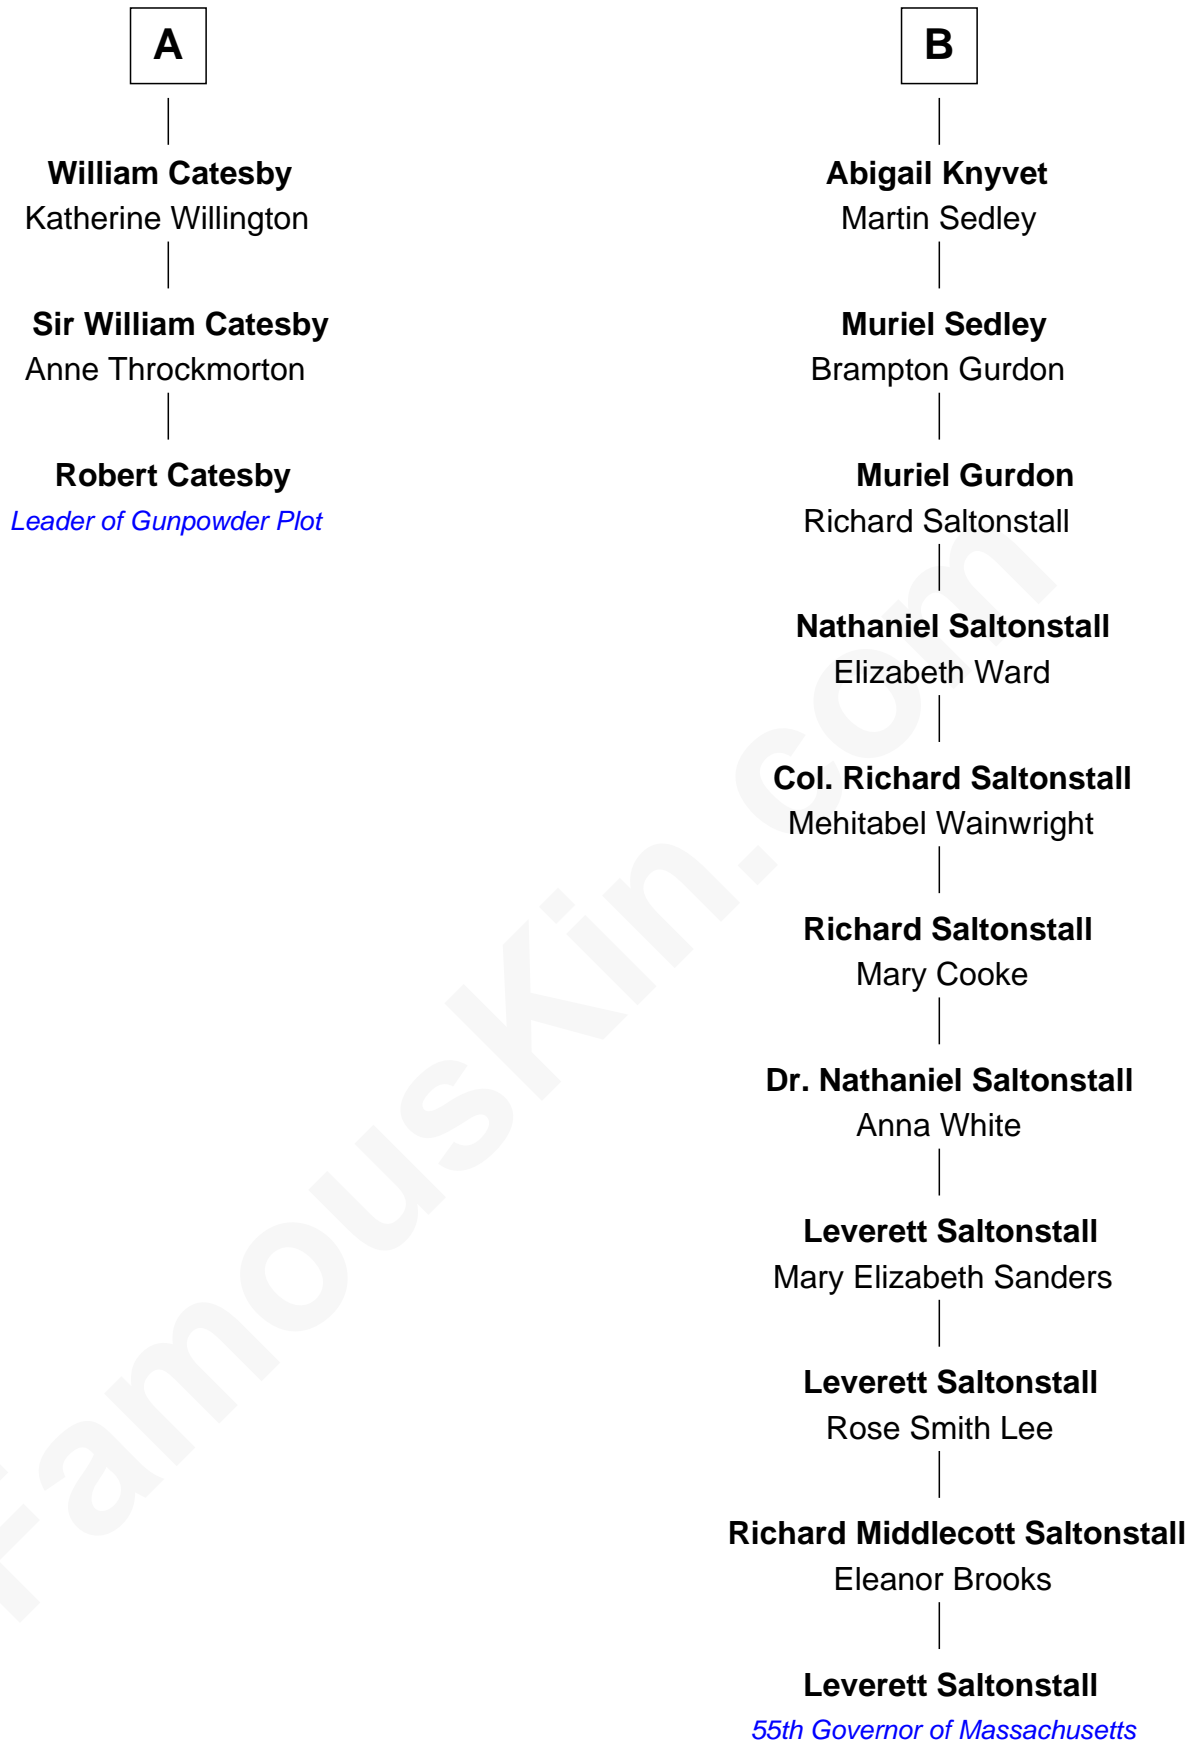 A
William Catesby
Katherine Willington
Sir William Catesby
Anne Throckmorton
Robert Catesby
Leader of Gunpowder Plot
B
Abigail Knyvet
Martin Sedley
Muriel Sedley
Brampton Gurdon
Muriel Gurdon
Richard Saltonstall
Nathaniel Saltonstall
Elizabeth Ward
Col. Richard Saltonstall
Mehitabel Wainwright
Richard Saltonstall
Mary Cooke
Dr. Nathaniel Saltonstall
Anna White
Leverett Saltonstall
Mary Elizabeth Sanders
Leverett Saltonstall
Rose Smith Lee
Richard Middlecott Saltonstall
Eleanor Brooks
Leverett Saltonstall
55th Governor of Massachusetts
FamousKin.com